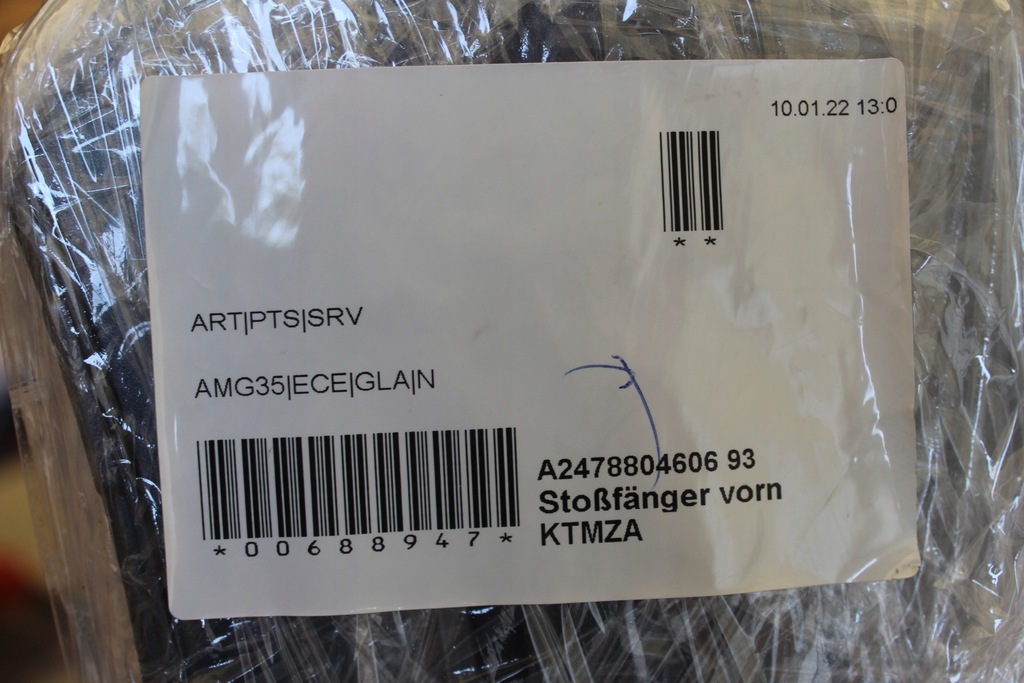 10.01.22 13:0
* *
ART|PTS|SRV
AMG35|ECE|GLA|N
*00688947*
A2478804606 93
Stoßfänger vorn
KTMZA